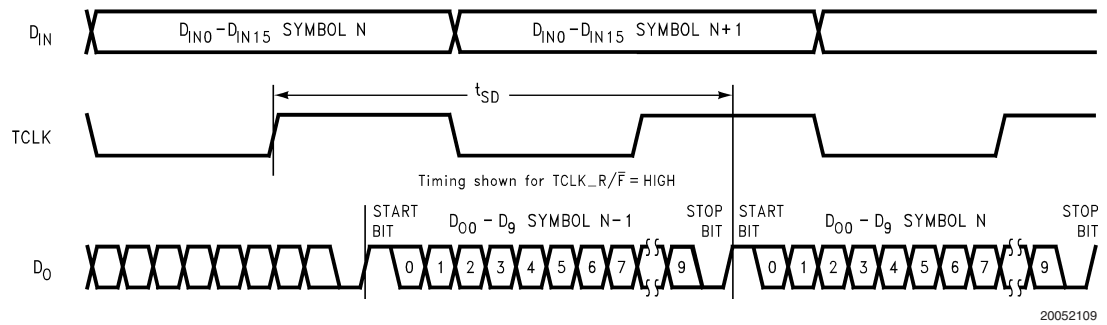 D_IN
D_IN0 – D_IN15 SYMBOL N
D_IN0 – D_IN15 SYMBOL N+1
t_SD
TCLK
Timing shown for TCLK_R/F̅ = HIGH
START BIT
D_O0 – D_9 SYMBOL N–1
STOP BIT
START BIT
D_O0 – D_9 SYMBOL N
STOP BIT
D_O
0 1 2 3 4 5 6 7 9
0 1 2 3 4 5 6 7 9
20052109